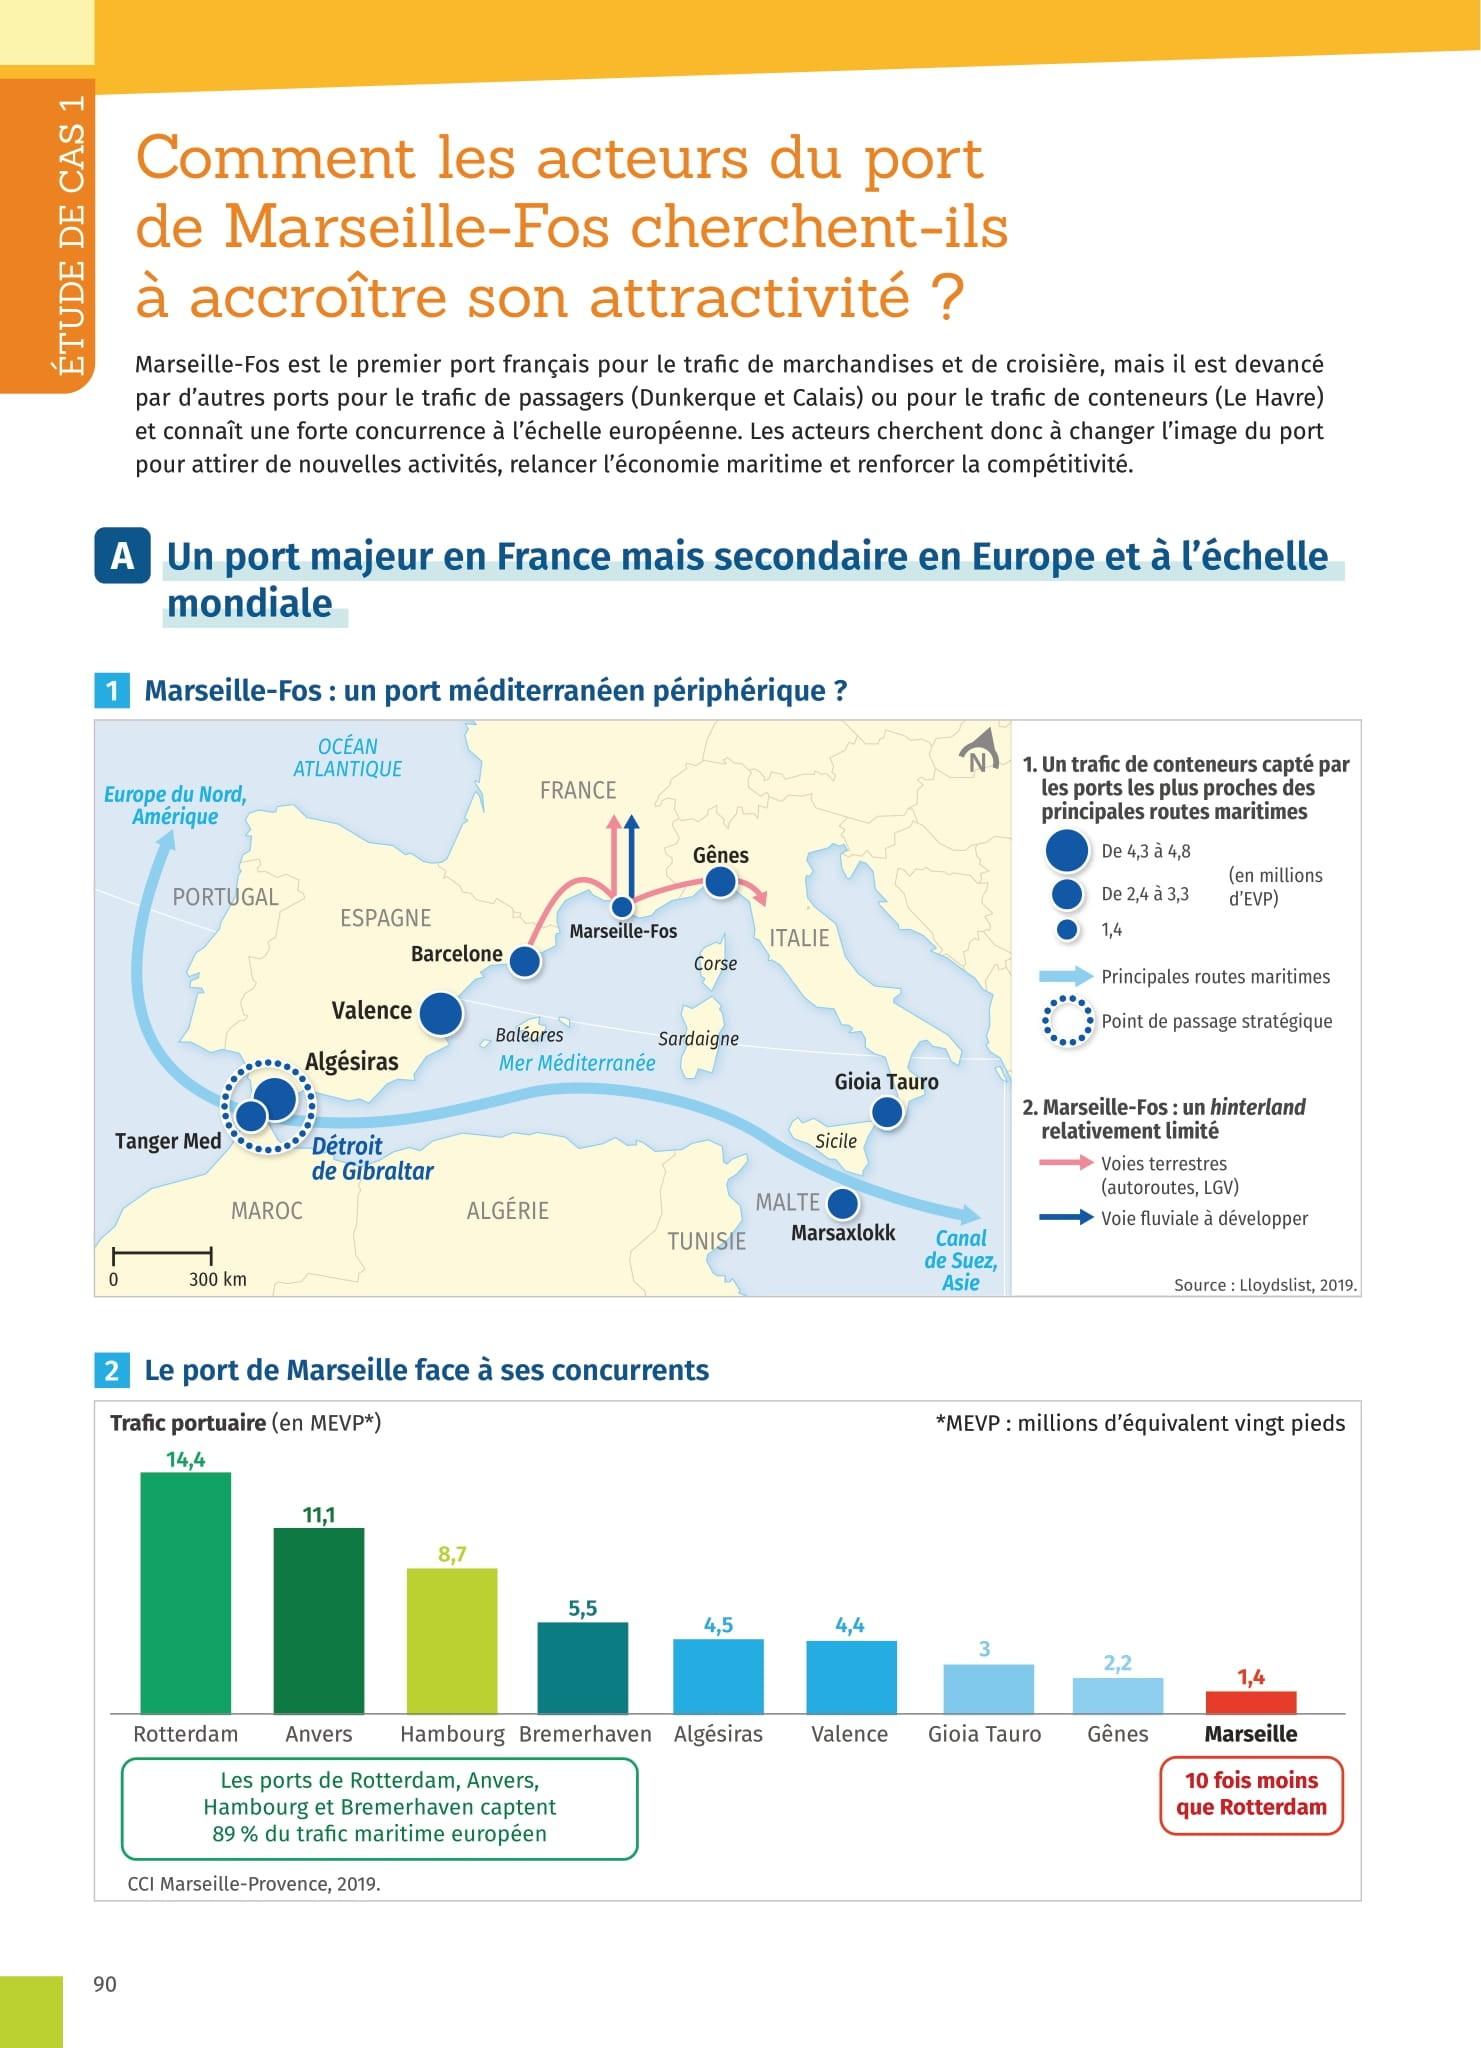 ÉTUDE DE CAS 1
Comment les acteurs du port
de Marseille-Fos cherchent-ils
à accroître son attractivité ?
Marseille-Fos est le premier port français pour le trafic de marchandises et de croisière, mais il est devancé
par d'autres ports pour le trafic de passagers (Dunkerque et Calais) ou pour le trafic de conteneurs (Le Havre)
et connaît une forte concurrence à l'échelle européenne. Les acteurs cherchent donc à changer l'image du port
pour attirer de nouvelles activités, relancer l'économie maritime et renforcer la compétitivité.
A Un port majeur en France mais secondaire en Europe et à l'échelle
mondiale
1 Marseille-Fos : un port méditerranéen périphérique ?
OCÉAN
ATLANTIQUE
Europe du Nord,
Amérique
FRANCE
N
Gênes
PORTUGAL
ESPAGNE
Marseille-Fos
ITALIE
Barcelone
Corse
Valence
Baléares
Sardaigne
Mer Méditerranée
Algésiras
Gioia Tauro
Tanger Med
Détroit
de Gibraltar
Sicile
MAROC
ALGÉRIE
MALTE
Marsaxlokk
TUNISIE
Canal
de Suez,
Asie
0 300 km
1. Un trafic de conteneurs capté par
les ports les plus proches des
principales routes maritimes
De 4,3 à 4,8
De 2,4 à 3,3
1,4
(en millions
d'EVP)
Principales routes maritimes
Point de passage stratégique
2. Marseille-Fos : un hinterland
relativement limité
Voies terrestres
(autoroutes, LGV)
Voie fluviale à développer
Source : Lloydslist, 2019.
2 Le port de Marseille face à ses concurrents
Trafic portuaire (en MEVP*)
*MEVP : millions d'équivalent vingt pieds
14,4
11,1
8,7
5,5
4,5
4,4
3
2,2
1,4
Rotterdam Anvers Hambourg Bremerhaven Algésiras Valence Gioia Tauro Gênes Marseille
Les ports de Rotterdam, Anvers,
Hambourg et Bremerhaven captent
89 % du trafic maritime européen
10 fois moins
que Rotterdam
CCI Marseille-Provence, 2019.
90